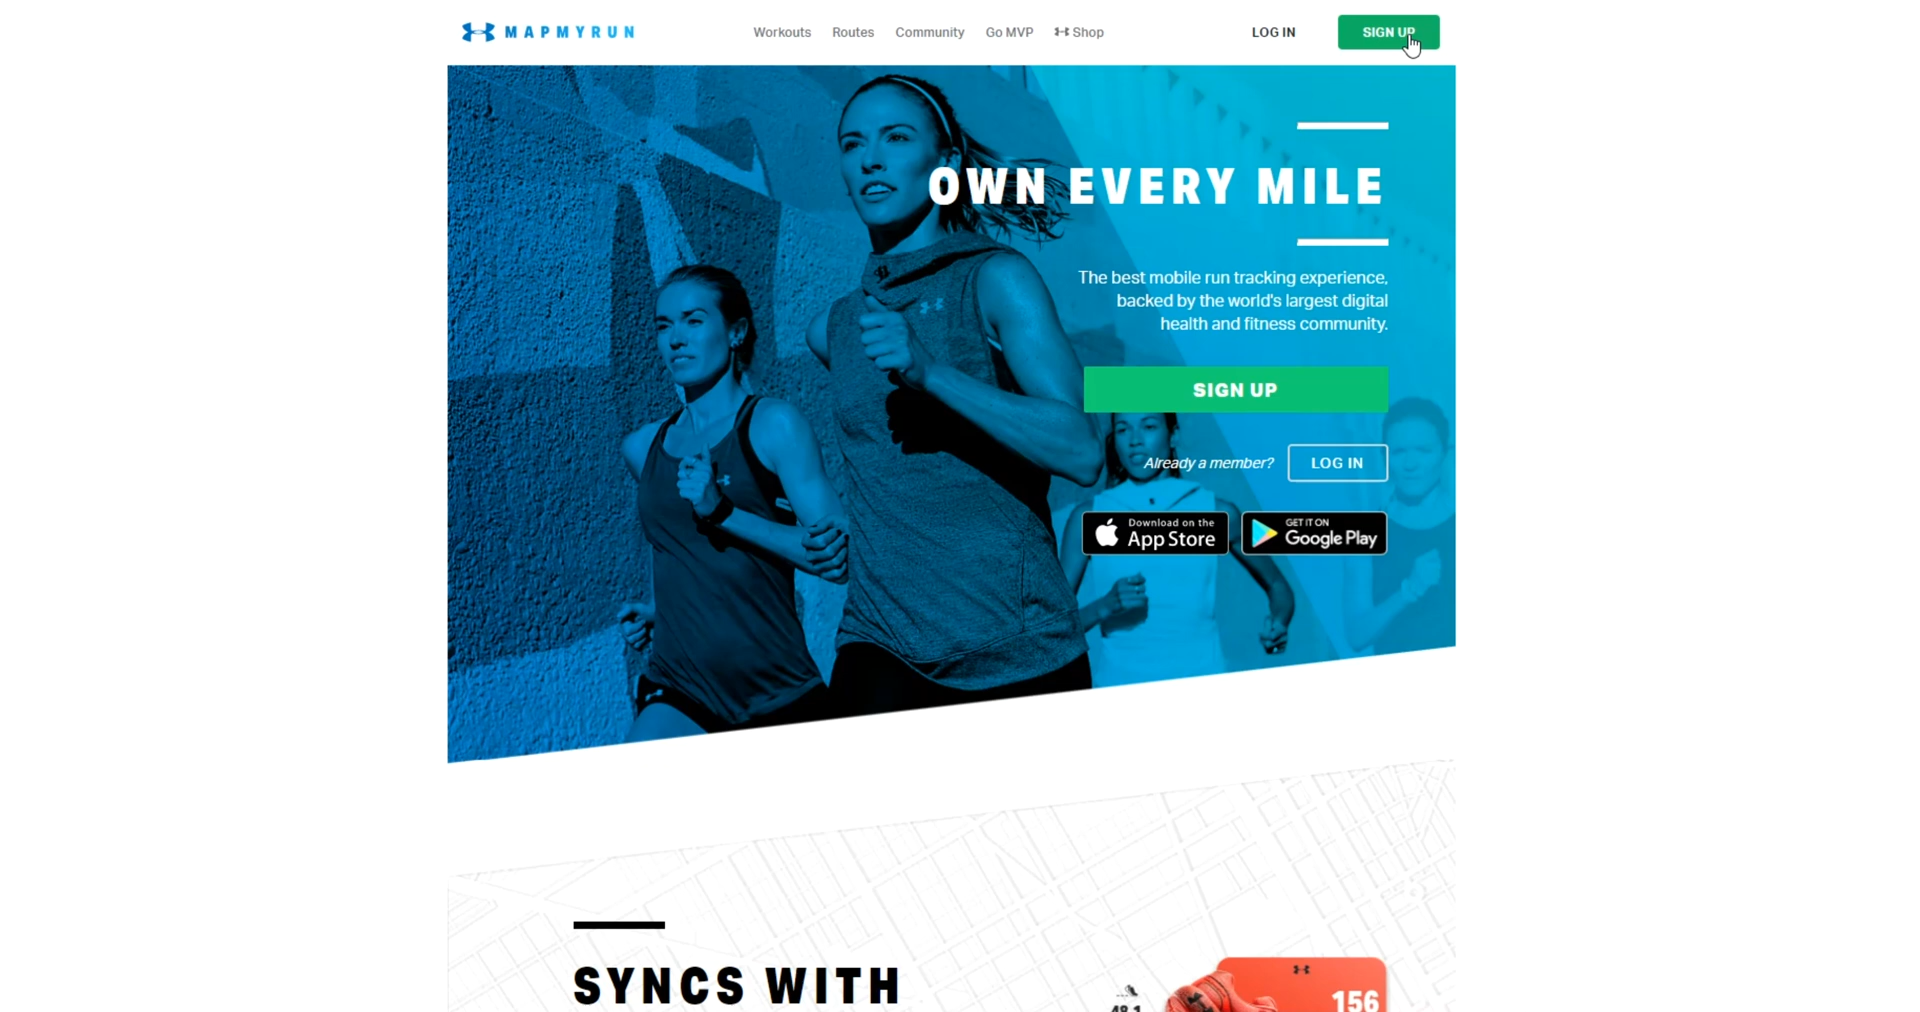 MAPMYRUN
Workouts Routes Community Go MVP Shop LOG IN SIGN UP
OWN EVERY MILE
The best mobile run tracking experience,
backed by the world's largest digital
health and fitness community.
SIGN UP
Already a member? LOG IN
Download on the
App Store
GET IT ON
Google Play
SYNCS WITH
156
48.1